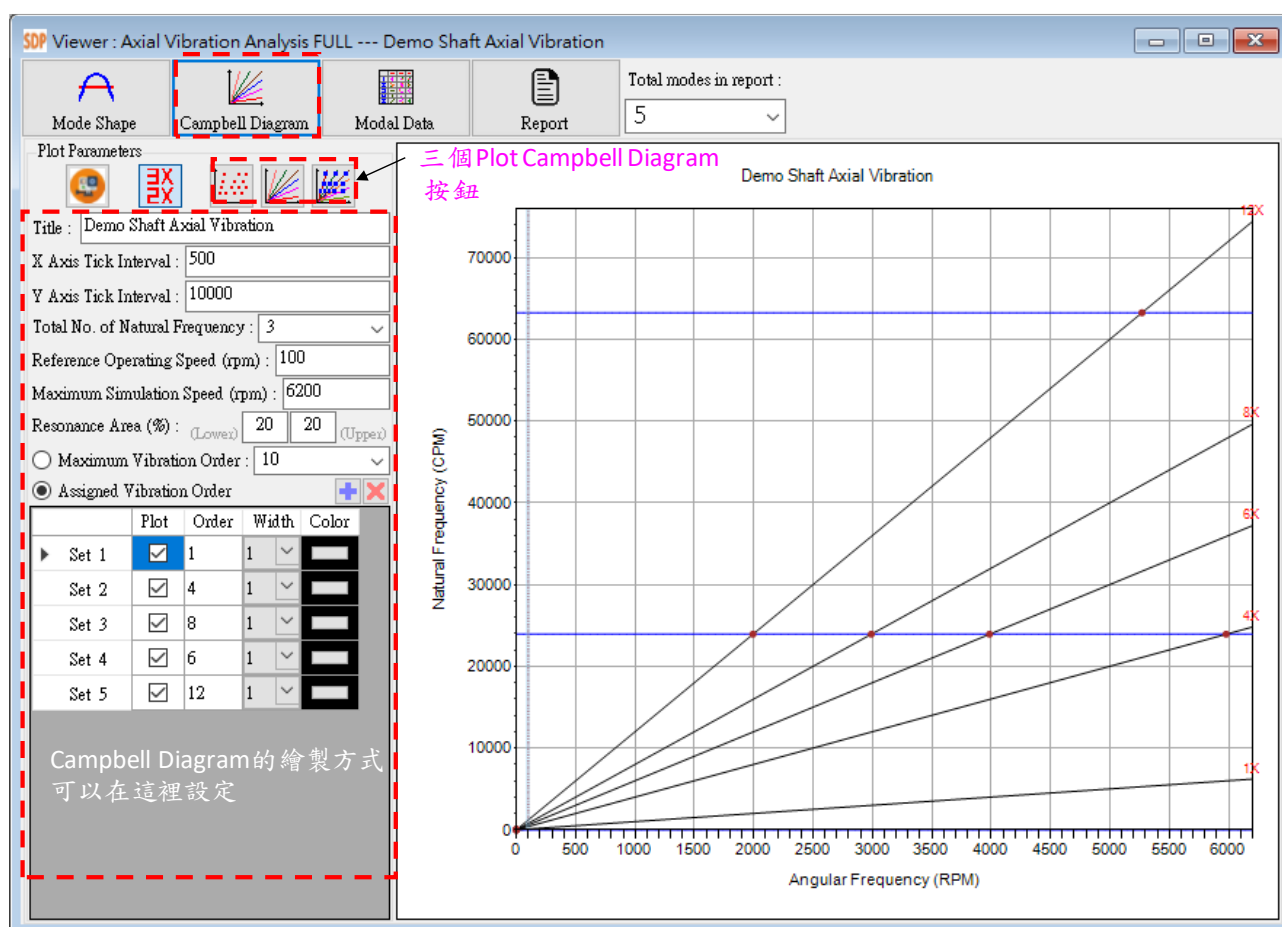 SDP Viewer : Axial Vibration Analysis FULL --- Demo Shaft Axial Vibration
Mode Shape
Campbell Diagram
Modal Data
Report
Total modes in report :
5
Plot Parameters
三個Plot Campbell Diagram
按鈕
Title : Demo Shaft Axial Vibration
X Axis Tick Interval : 500
Y Axis Tick Interval : 10000
Total No. of Natural Frequency : 3
Reference Operating Speed (rpm) : 100
Maximum Simulation Speed (rpm) : 6200
Resonance Area (%) : (Lower) 20 20 (Upper)
Maximum Vibration Order : 10
Assigned Vibration Order
Plot Order Width Color
Set 1 1 1
Set 2 4 1
Set 3 8 1
Set 4 6 1
Set 5 12 1
Campbell Diagram的繪製方式
可以在這裡設定
Demo Shaft Axial Vibration
12X
8X
6X
4X
1X
70000
60000
50000
40000
30000
20000
10000
0
Natural Frequency (CPM)
0 500 1000 1500 2000 2500 3000 3500 4000 4500 5000 5500 6000
Angular Frequency (RPM)